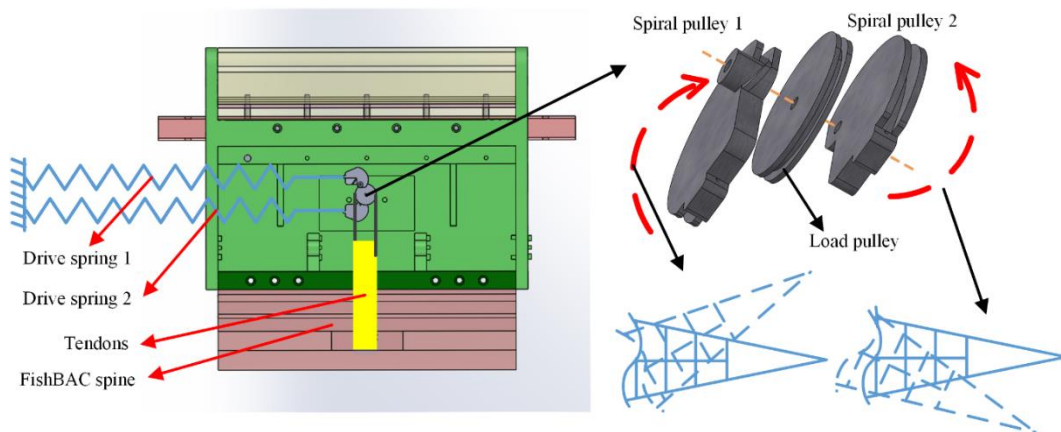 Spiral pulley 1
Spiral pulley 2
Load pulley
Drive spring 1
Drive spring 2
Tendons
FishBAC spine